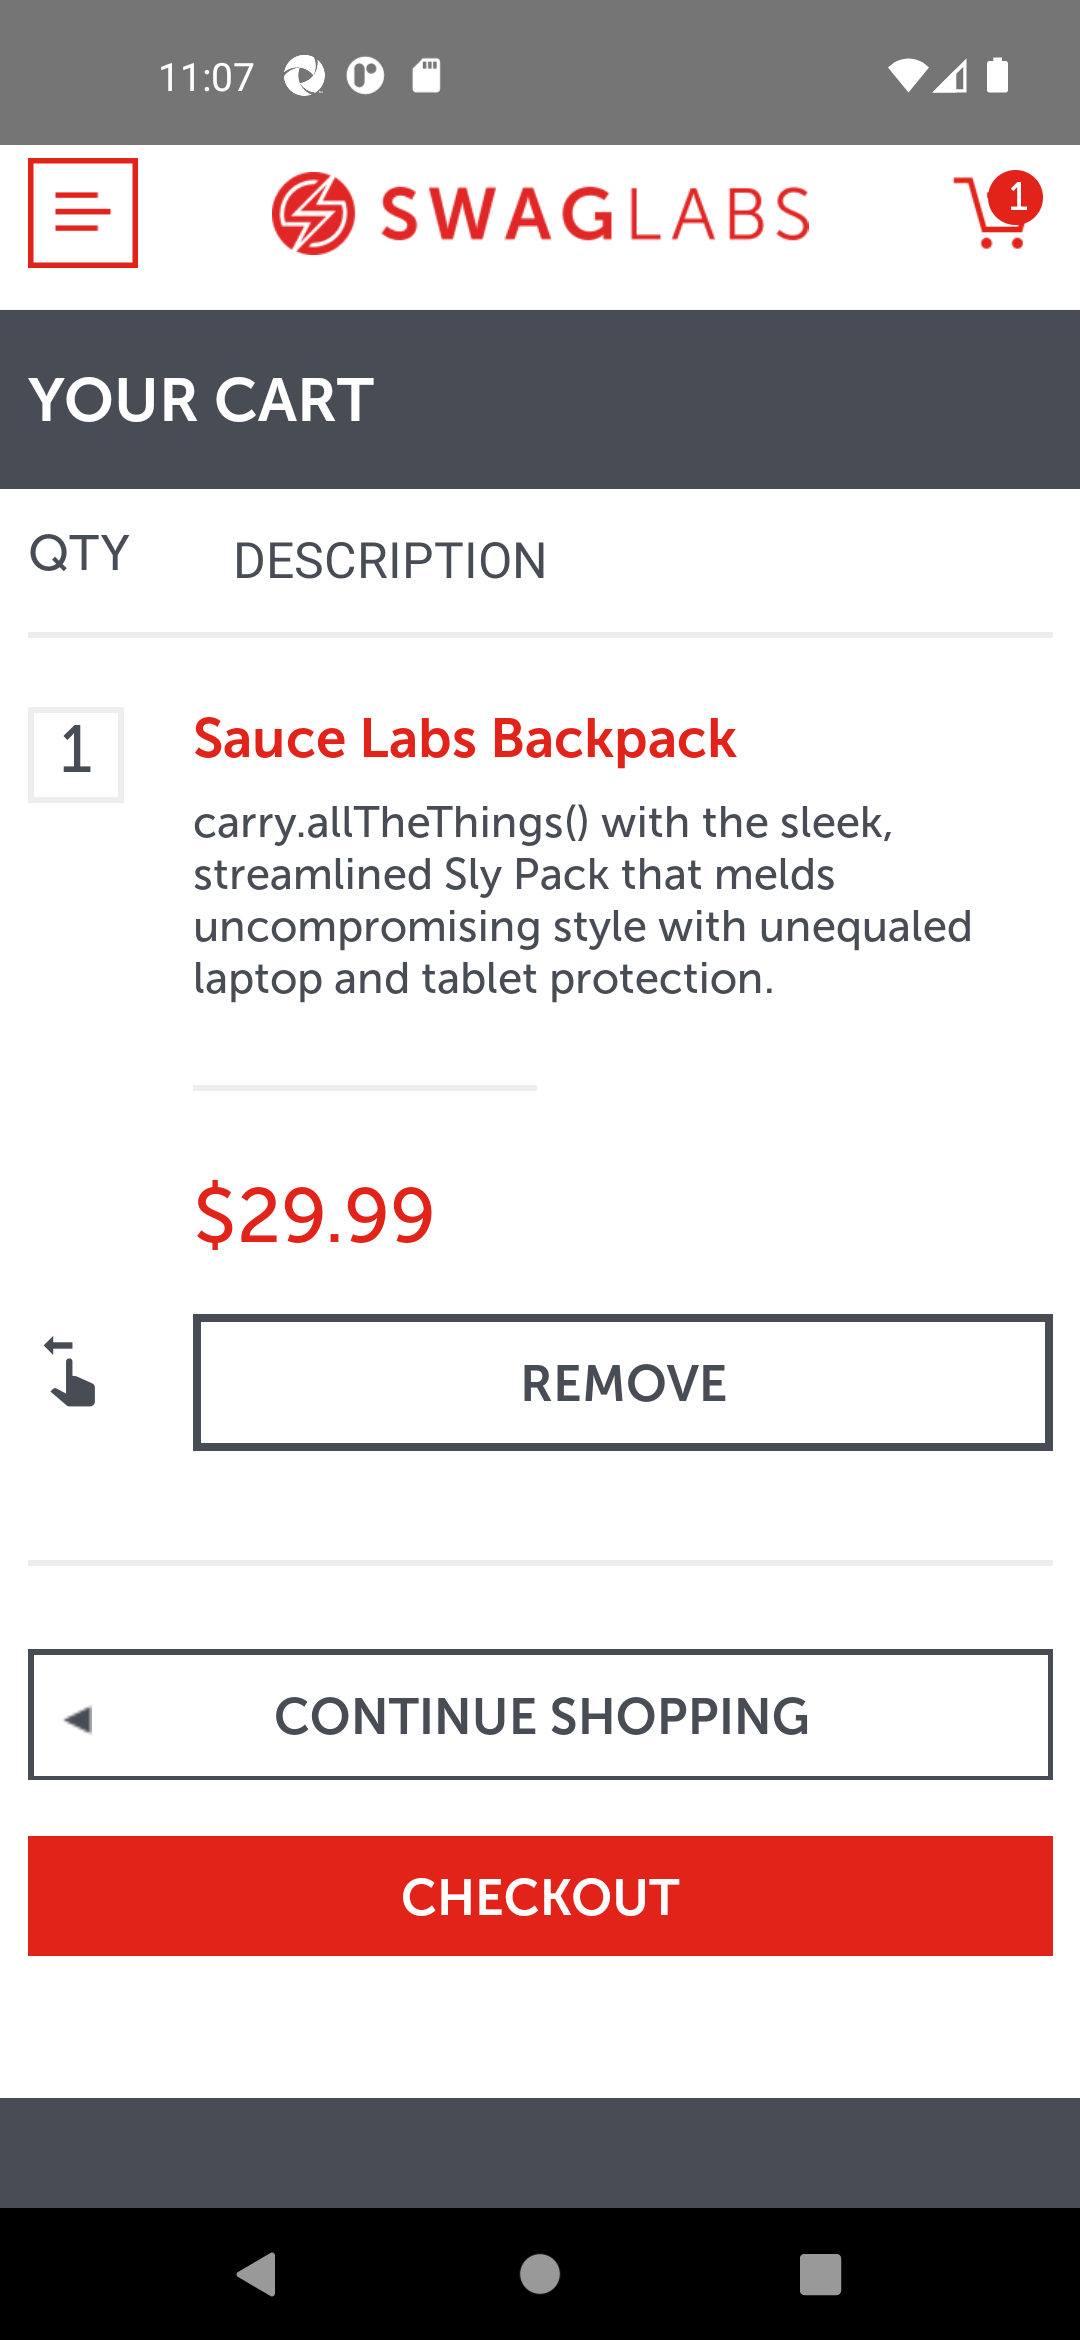 11:07
SWAGLABS
1
YOUR CART
QTY
DESCRIPTION
1
Sauce Labs Backpack
carry.allTheThings() with the sleek,
streamlined Sly Pack that melds
uncompromising style with unequaled
laptop and tablet protection.
$29.99
REMOVE
CONTINUE SHOPPING
CHECKOUT